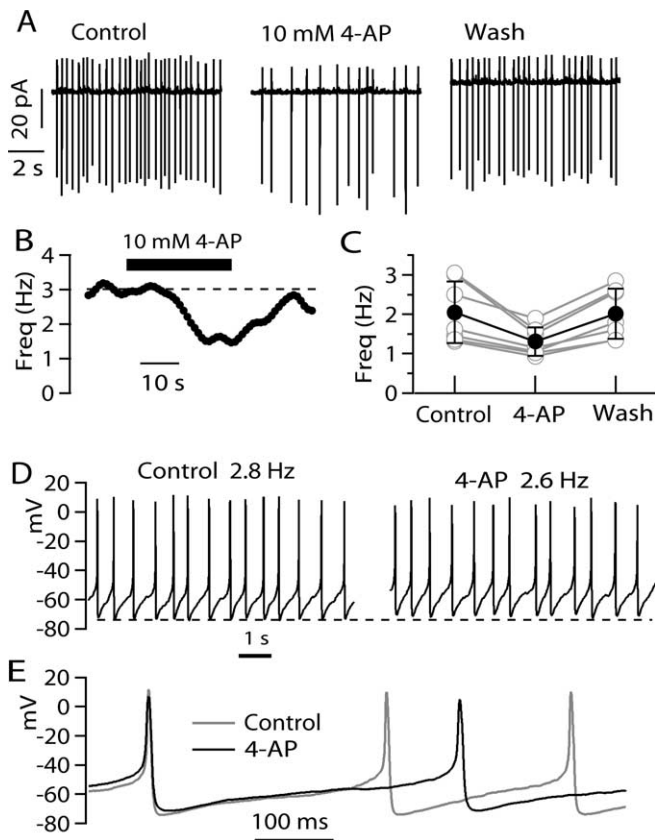 A
Control
10 mM 4-AP
Wash
20 pA
2 s
B
10 mM 4-AP
Freq (Hz)
4
3
2
1
0
10 s
C
Freq (Hz)
3
2
1
0
Control
4-AP
Wash
D
Control 2.8 Hz
4-AP 2.6 Hz
mV
20
0
-20
-40
-60
-80
1 s
E
mV
20
0
-20
-40
-60
-80
Control
4-AP
100 ms